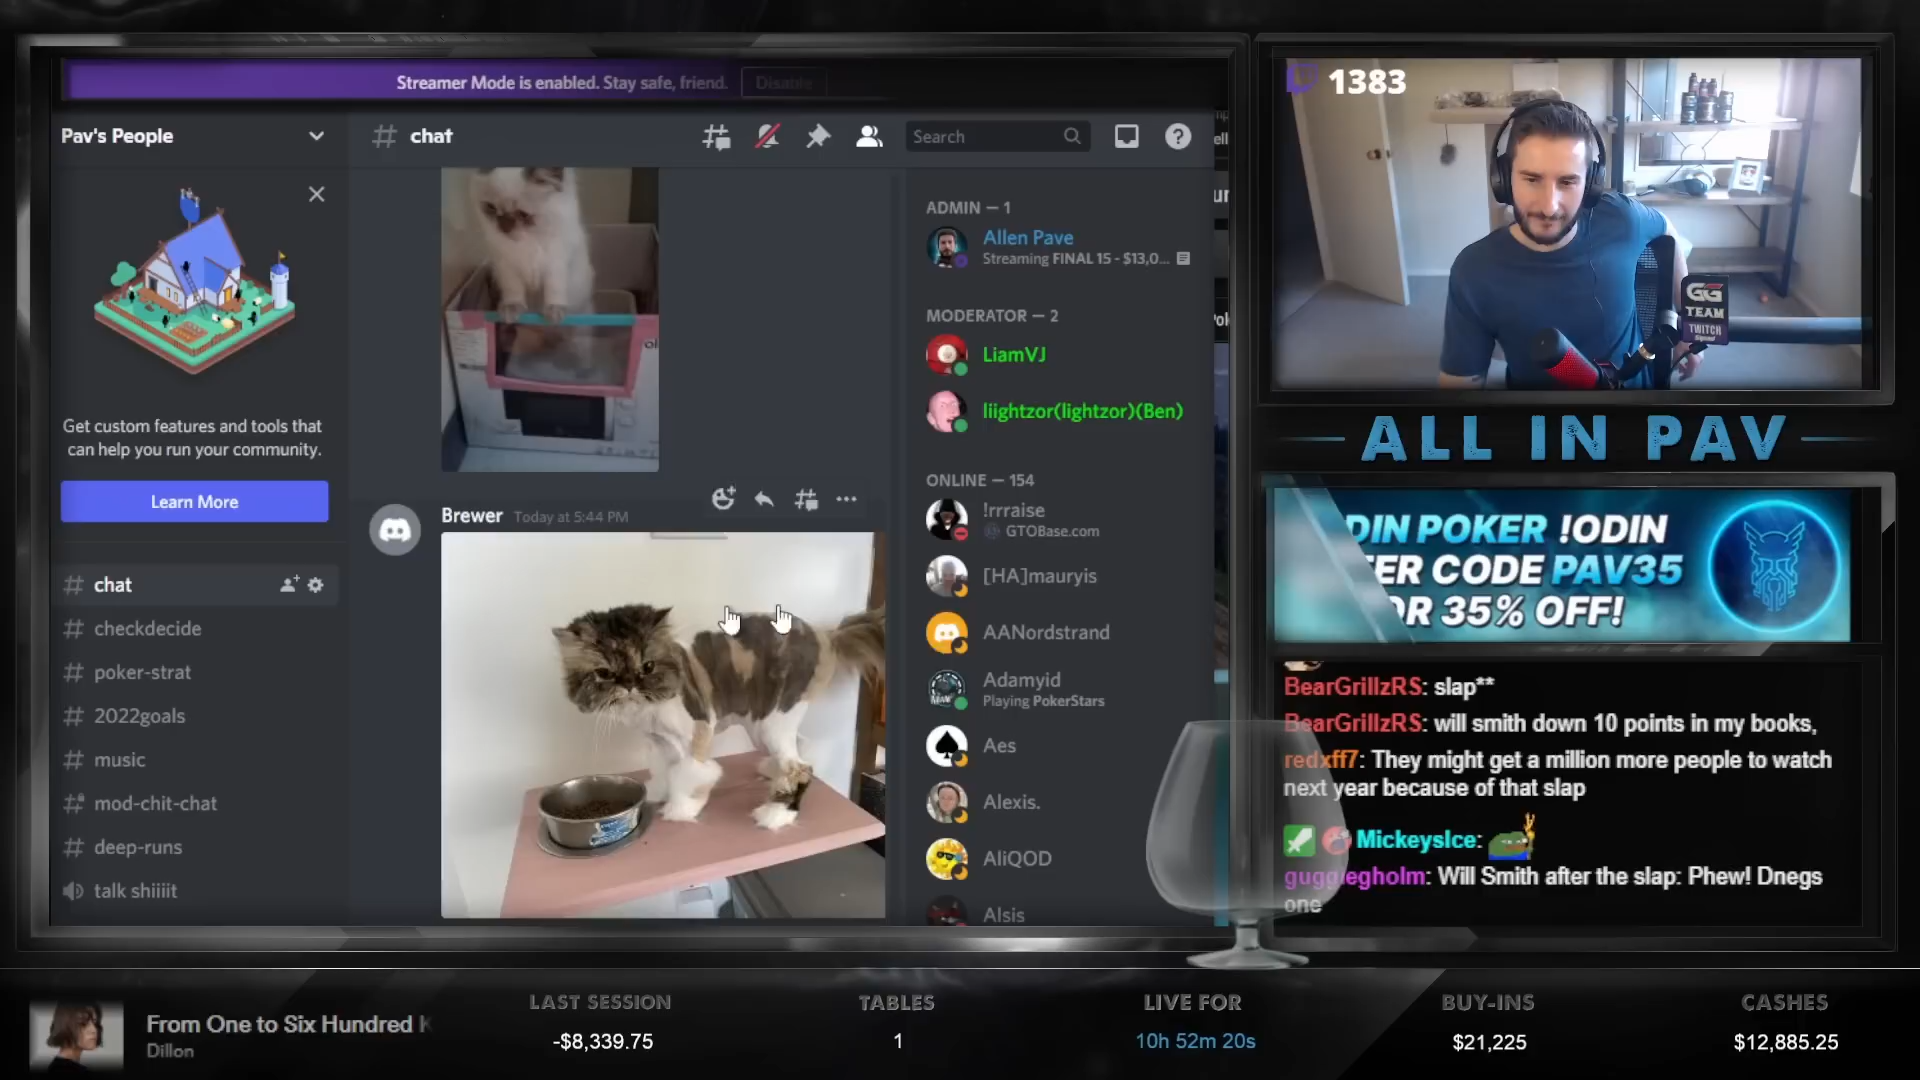 Streamer Mode is enabled. Stay safe, friend.
Disable
Pav's People
chat
Search
Get custom features and tools that
can help you run your community.
Learn More
chat
checkdecide
poker-strat
2022goals
music
mod-chit-chat
deep-runs
talk shiiiit
Brewer Today at 5:44 PM
ADMIN — 1
Allen Pave
Streaming FINAL 15 - $13,0...
MODERATOR — 2
LiamVJ
liightzor(lightzor)(Ben)
ONLINE — 154
!rrraise
GTOBase.com
[HA]mauryis
AANordstrand
Adamyid
Playing PokerStars
Aes
Alexis.
AliQOD
Alsis
1383
GG
TEAM
TWITCH
ALL IN PAV
DIN POKER !ODIN
ER CODE PAV35
R 35% OFF!
BearGrillzRS: slap**
BearGrillzRS: will smith down 10 points in my books,
redxff7: They might get a million more people to watch
next year because of that slap
MickeysIce:
gugglegholm: Will Smith after the slap: Phew! Dnegs
one
From One to Six Hundred K
Dillon
LAST SESSION
-$8,339.75
TABLES
1
LIVE FOR
10h 52m 20s
BUY-INS
$21,225
CASHES
$12,885.25